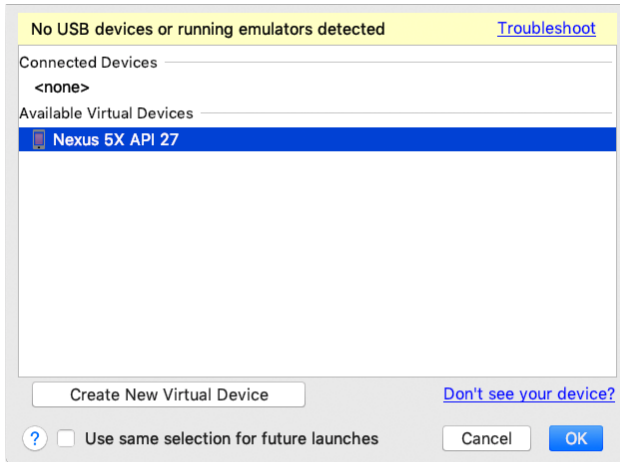 No USB devices or running emulators detected Troubleshoot
Connected Devices
<none>
Available Virtual Devices
Nexus 5X API 27
Create New Virtual Device Don't see your device?
? Use same selection for future launches Cancel OK